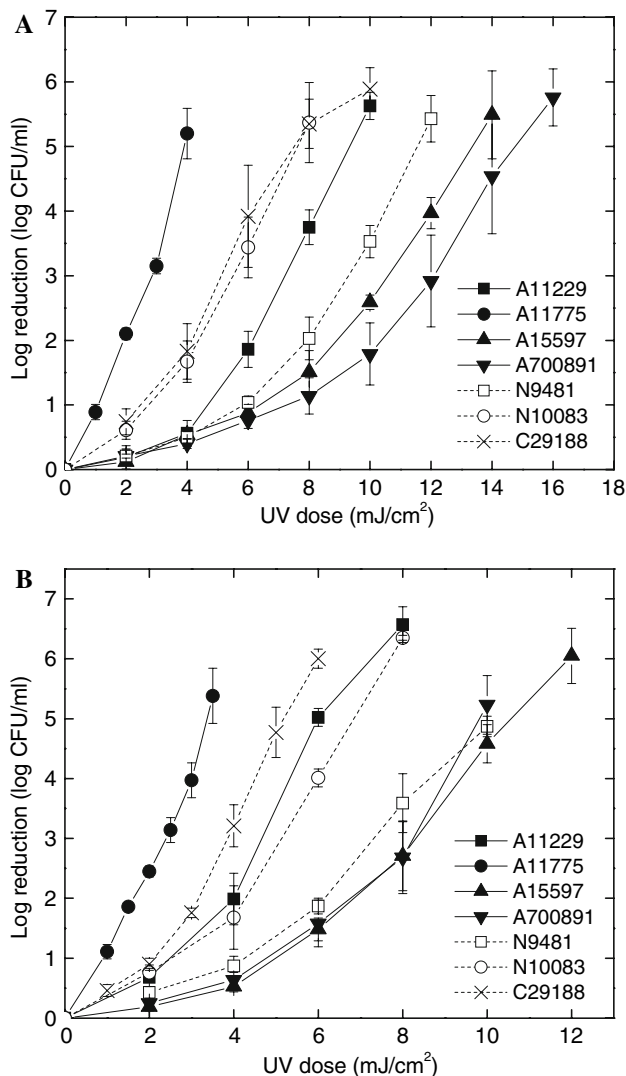 A
7
6
5
4
3
2
1
0
Log reduction (log CFU/ml)
A11229
A11775
A15597
A700891
N9481
N10083
C29188
0 2 4 6 8 10 12 14 16 18
UV dose (mJ/cm²)
B
7
6
5
4
3
2
1
0
Log reduction (log CFU/ml)
A11229
A11775
A15597
A700891
N9481
N10083
C29188
0 2 4 6 8 10 12
UV dose (mJ/cm²)